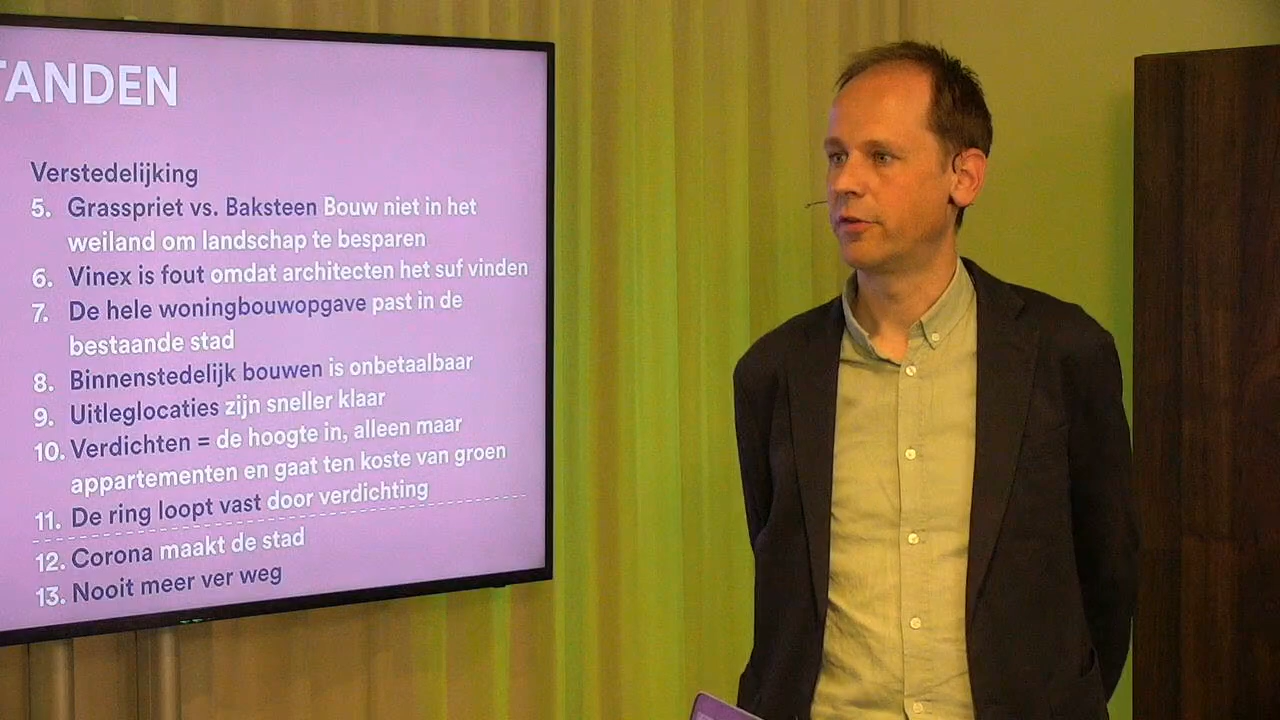 TANDEN
Verstedelijking
5. Grasspriet vs. Baksteen Bouw niet in het
weiland om landschap te besparen
6. Vinex is fout omdat architecten het suf vinden
7. De hele woningbouwopgave past in de
bestaande stad
8. Binnenstedelijk bouwen is onbetaalbaar
9. Uitleglocaties zijn sneller klaar
10. Verdichten = de hoogte in, alleen maar
appartementen en gaat ten koste van groen
11. De ring loopt vast door verdichting
12. Corona maakt de stad
13. Nooit meer ver weg